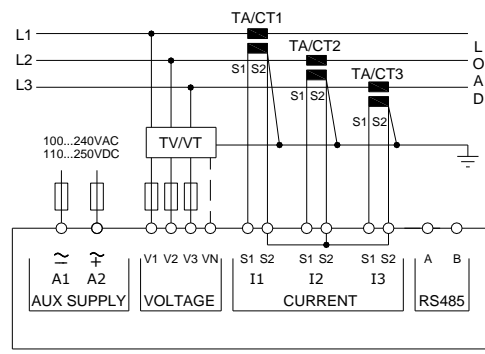 TA/CT1
L1
TA/CT2
L2
S1 S2
TA/CT3
L3
S1 S2
LOAD
S1 S2
100...240VAC
110...250VDC
TV/VT
V1 V2 V3 VN S1 S2 S1 S2 S1 S2 A B
A1 A2 I1 I2 I3
AUX SUPPLY VOLTAGE CURRENT RS485